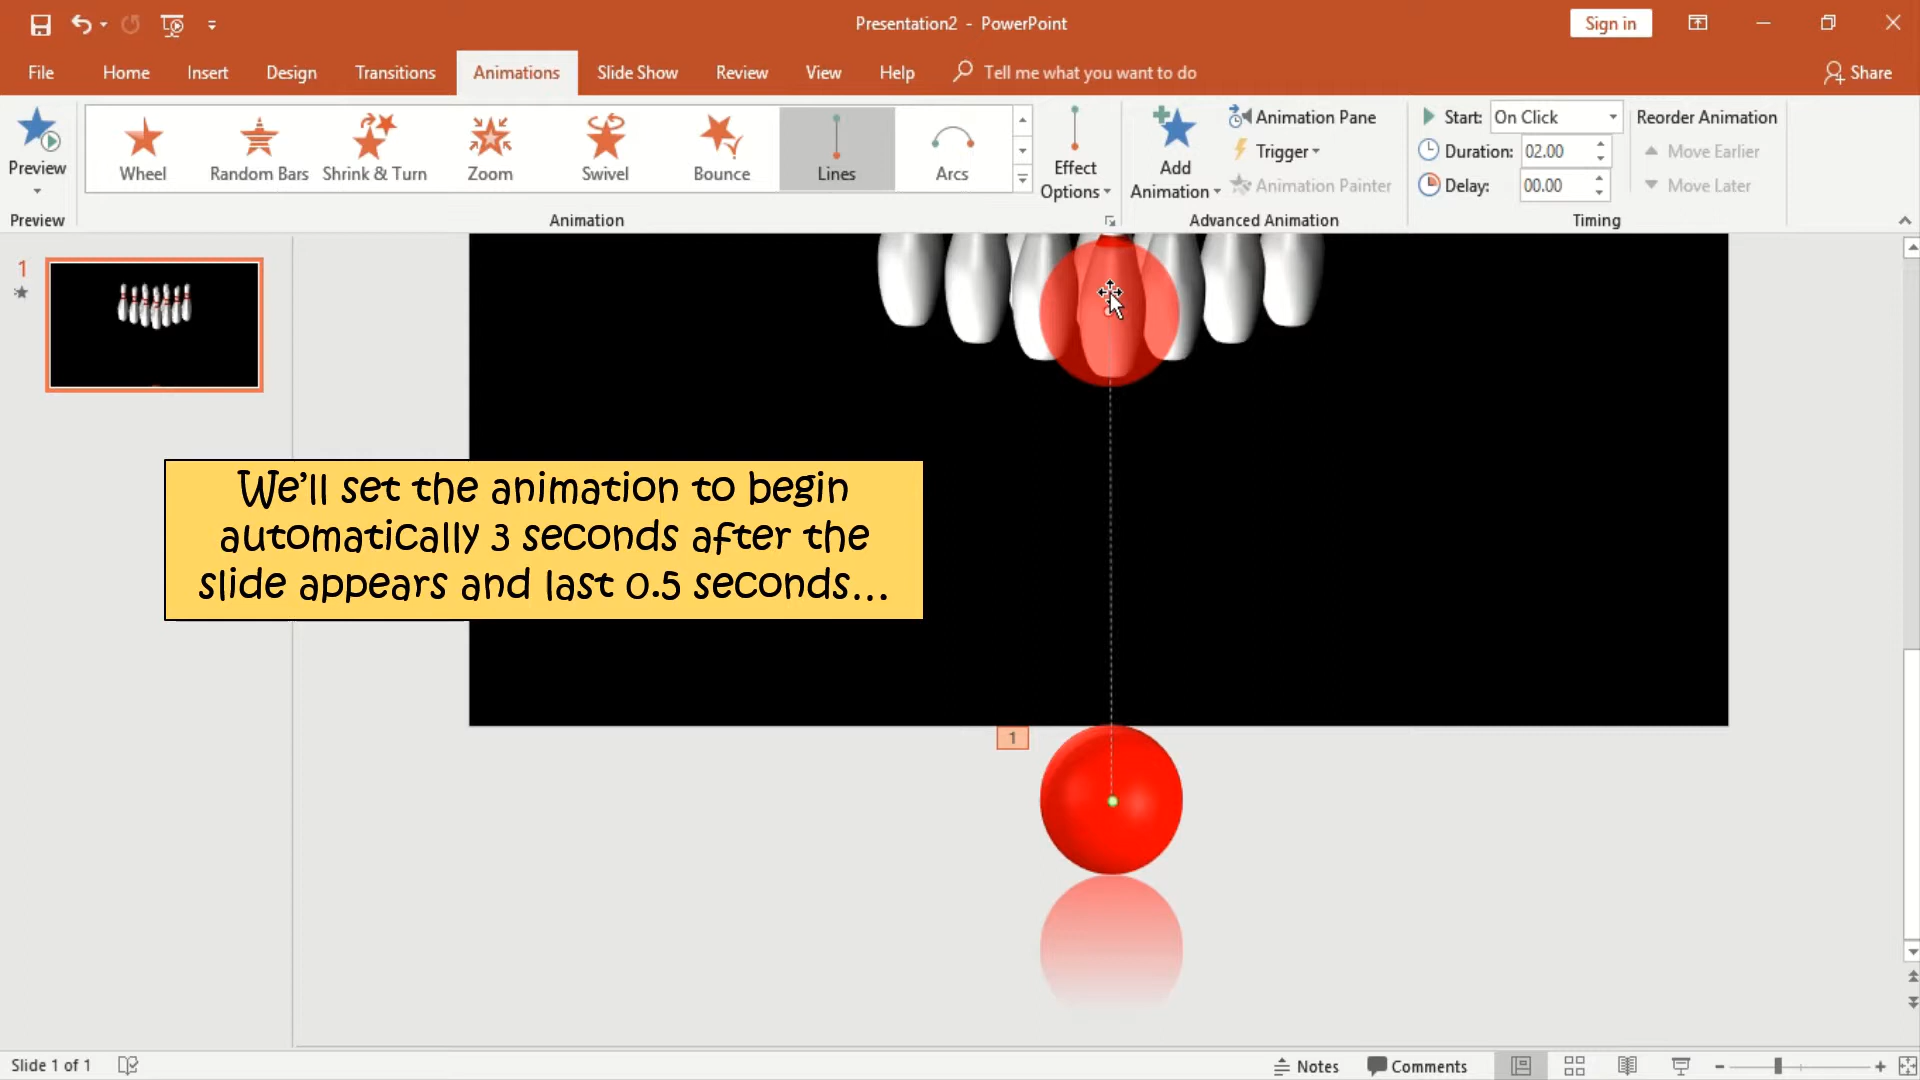 Presentation2 - PowerPoint
Sign in
File Home Insert Design Transitions Animations Slide Show Review View Help Tell me what you want to do Share
Preview
Wheel Random Bars Shrink & Turn Zoom Swivel Bounce Lines Arcs
Effect Options
Add Animation
Animation Pane
Trigger
Animation Painter
Start: On Click
Duration: 02.00
Delay: 00.00
Reorder Animation
Move Earlier
Move Later
Preview Animation Advanced Animation Timing
1
We'll set the animation to begin
automatically 3 seconds after the
slide appears and last 0.5 seconds...
1
Slide 1 of 1 Notes Comments